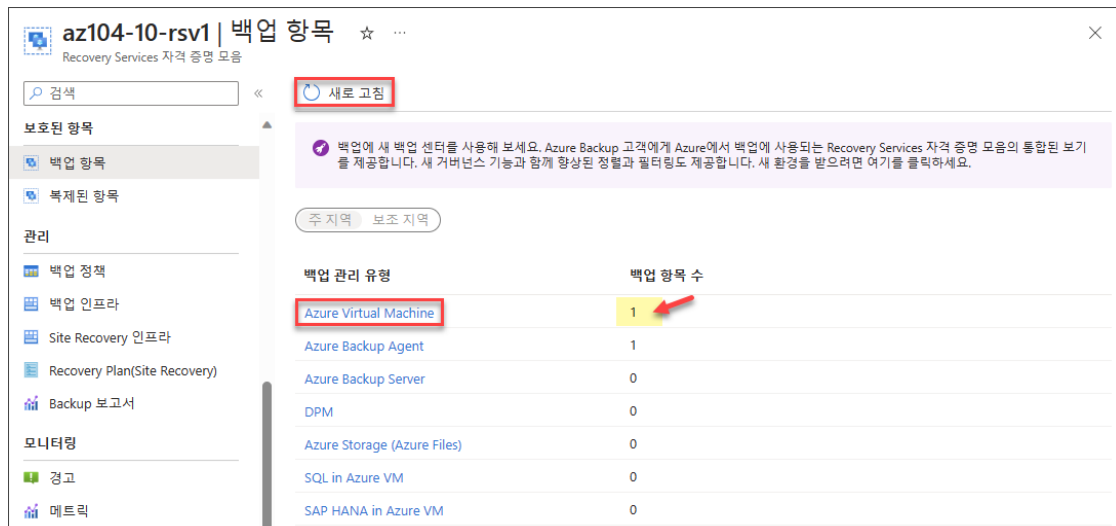 az104-10-rsv1 | 백업 항목 ☆ ···
Recovery Services 자격 증명 모음
검색
새로 고침
백업에 새 백업 센터를 사용해 보세요. Azure Backup 고객에게 Azure에서 백업에 사용되는 Recovery Services 자격 증명 모음의 통합된 보기
를 제공합니다. 새 거버넌스 기능과 함께 향상된 정렬과 필터링도 제공합니다. 새 환경을 받으려면 여기를 클릭하세요.
보호된 항목
백업 항목
복제된 항목
관리
백업 정책
백업 인프라
Site Recovery 인프라
Recovery Plan(Site Recovery)
Backup 보고서
모니터링
경고
메트릭
주 지역 보조 지역
백업 관리 유형 백업 항목 수
Azure Virtual Machine 1
Azure Backup Agent 1
Azure Backup Server 0
DPM 0
Azure Storage (Azure Files) 0
SQL in Azure VM 0
SAP HANA in Azure VM 0